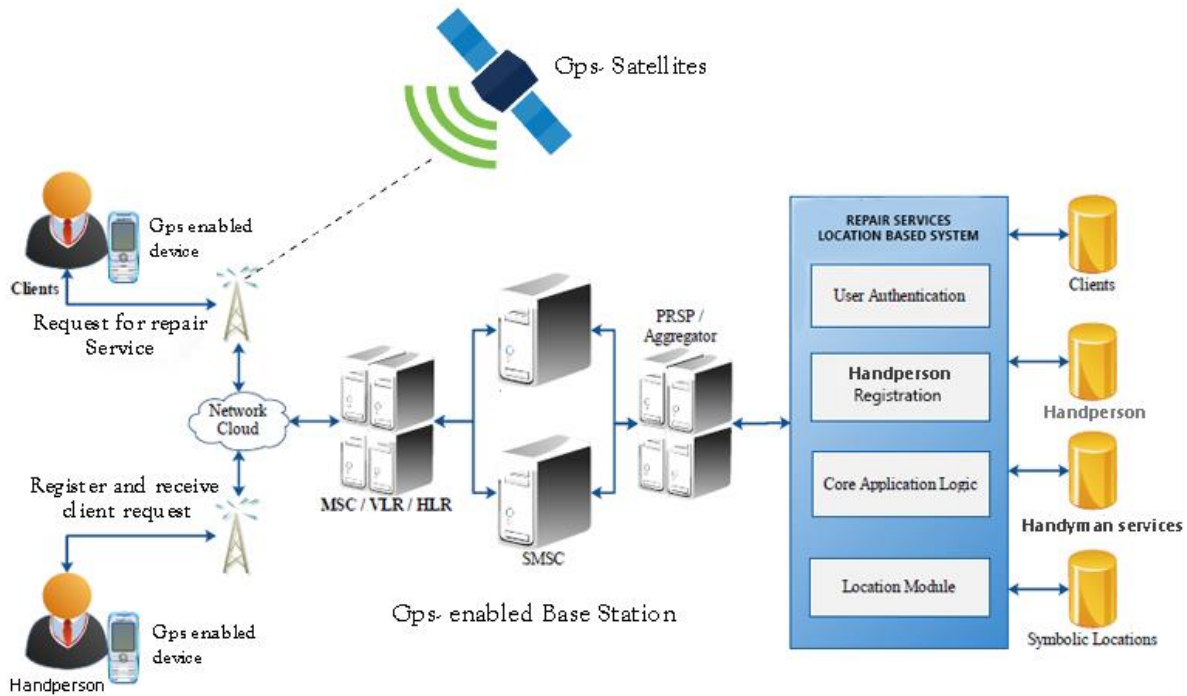 Gps- Satellites
Gps enabled
device
Clients
Request for repair
Service
Network
Cloud
Register and receive
client request
Gps enabled
device
Handperson
MSC / VLR / HLR
SMSC
PRSP /
Aggregator
Gps- enabled Base Station
REPAIR SERVICES
LOCATION BASED SYSTEM
User Authentication
Handperson
Registration
Core Application Logic
Location Module
Clients
Handperson
Handyman services
Symbolic Locations